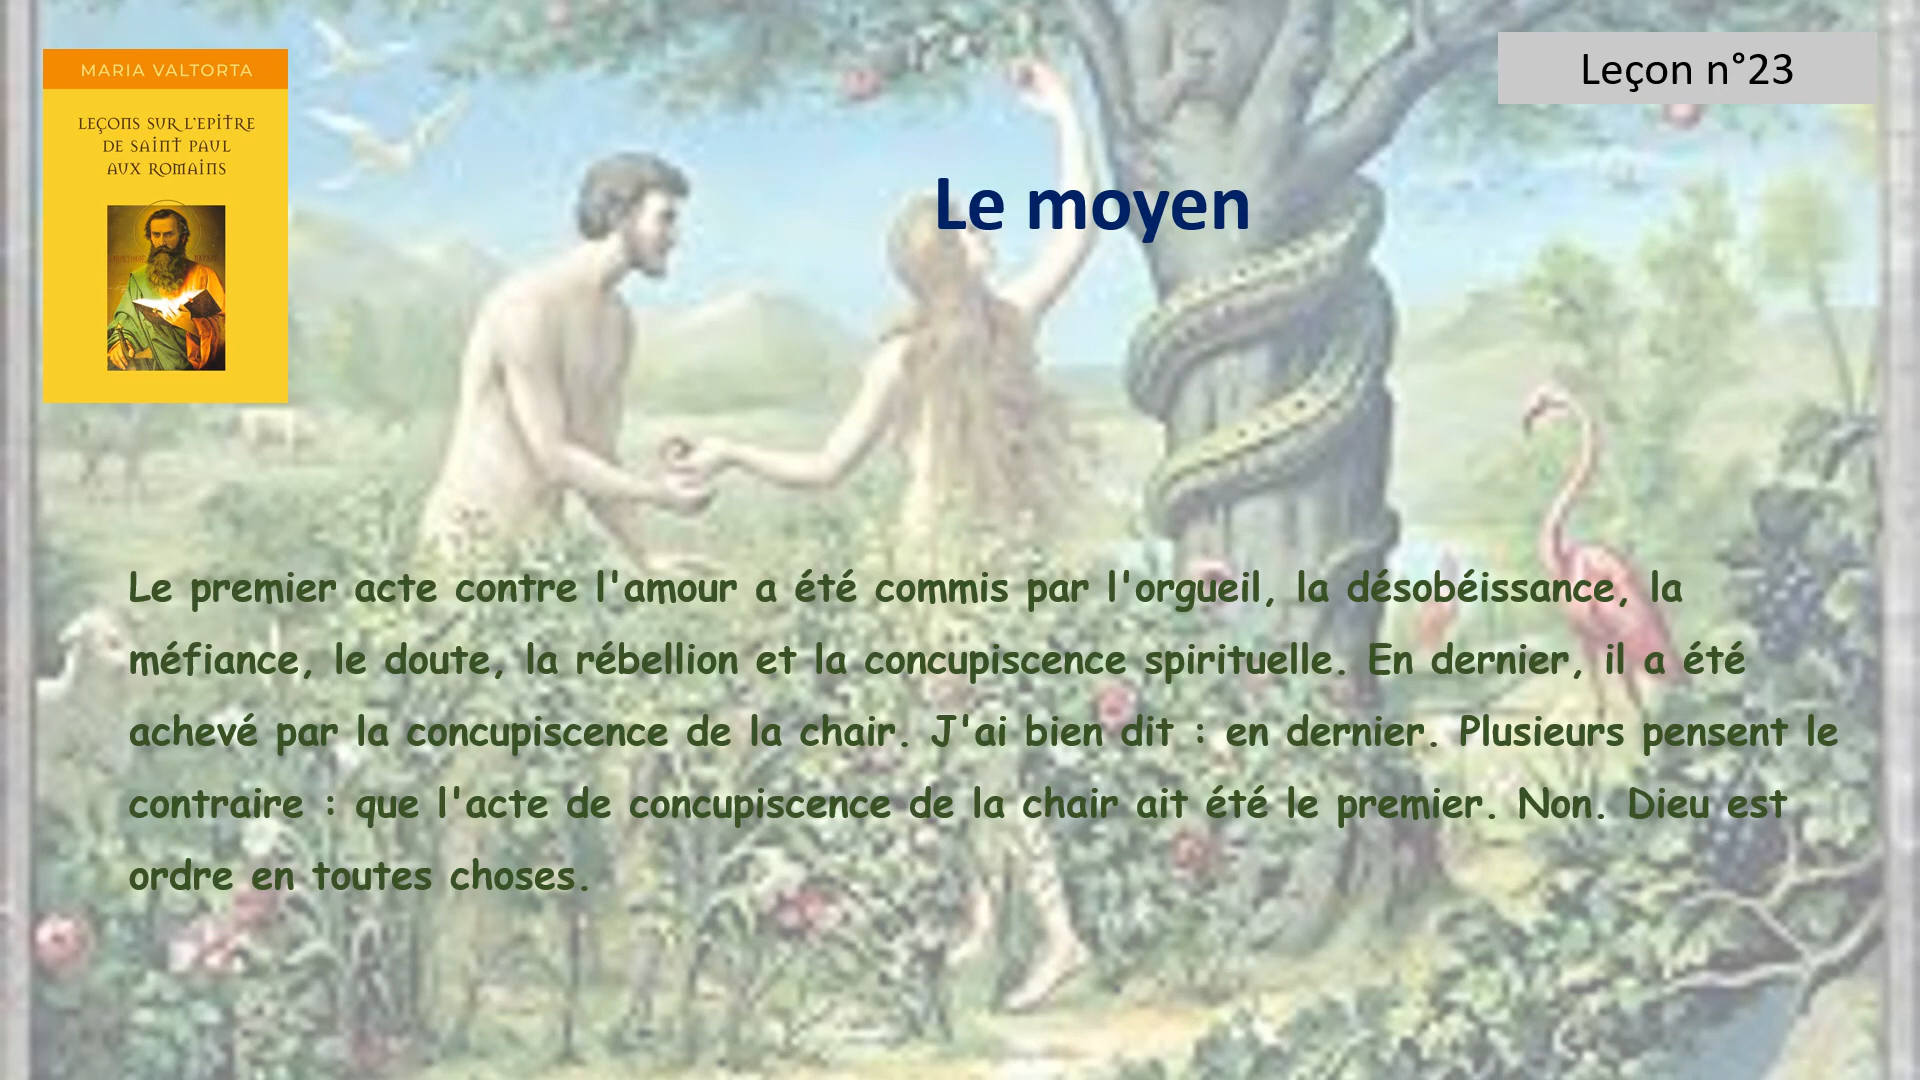 MARIA VALTORTA
LEÇONS SUR L'EPÎTRE
DE SAINT PAUL
AUX ROMAINS
Leçon n°23
Le moyen
Le premier acte contre l'amour a été commis par l'orgueil, la désobéissance, la
méfiance, le doute, la rébellion et la concupiscence spirituelle. En dernier, il a été
achevé par la concupiscence de la chair. J'ai bien dit : en dernier. Plusieurs pensent le
contraire : que l'acte de concupiscence de la chair ait été le premier. Non. Dieu est
ordre en toutes choses.